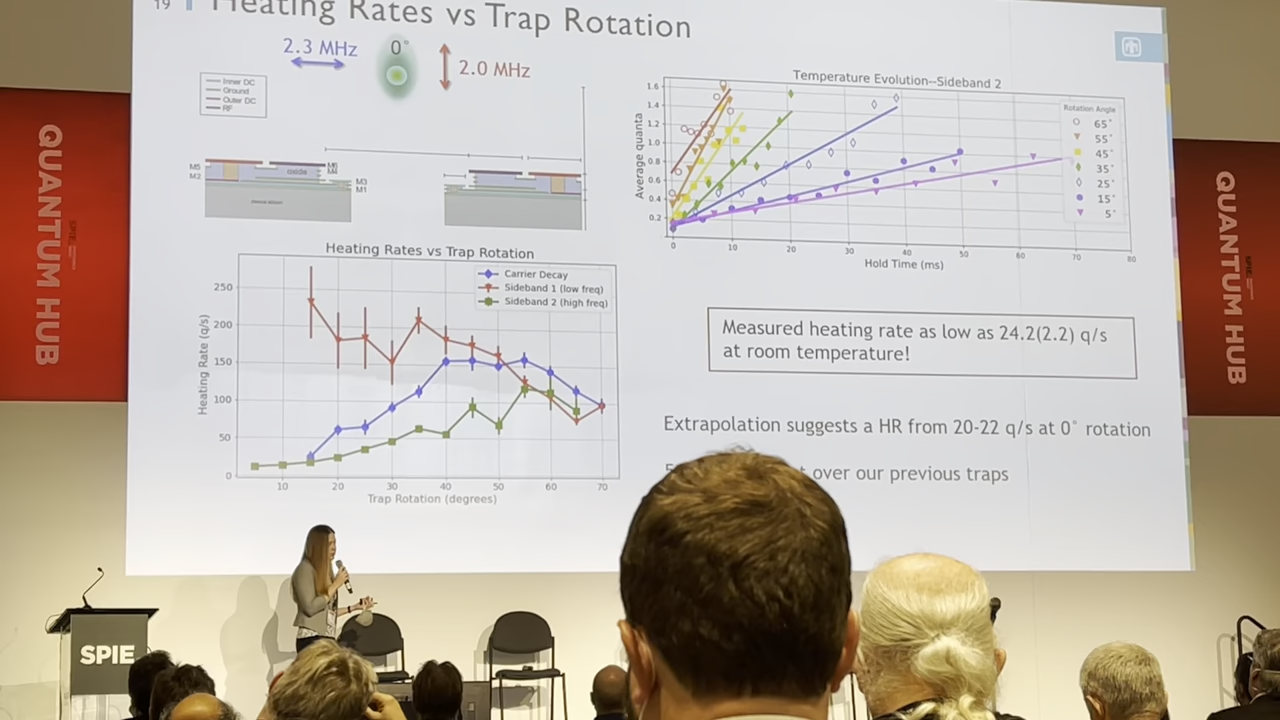 19 Heating Rates vs Trap Rotation
2.3 MHz
0°
2.0 MHz
Inner DC
Ground
Outer DC
RF
M5
M2
oxide
M6
M4
M3
M1
Temperature Evolution--Sideband 2
Average quanta
1.6
1.4
1.2
1.0
0.8
0.6
0.4
0.2
0 10 20 30 40 50 60 70 80
Hold Time (ms)
Rotation Angle
65°
55°
45°
35°
25°
15°
5°
Heating Rates vs Trap Rotation
Carrier Decay
Sideband 1 (low freq)
Sideband 2 (high freq)
Heating Rate (q/s)
250
200
150
100
50
0
10 20 30 40 50 60 70
Trap Rotation (degrees)
Measured heating rate as low as 24.2(2.2) q/s
at room temperature!
Extrapolation suggests a HR from 20-22 q/s at 0° rotation
over our previous traps
QUANTUM HUB
SPIE.
QUANTUM HUB
SPIE.
SPIE